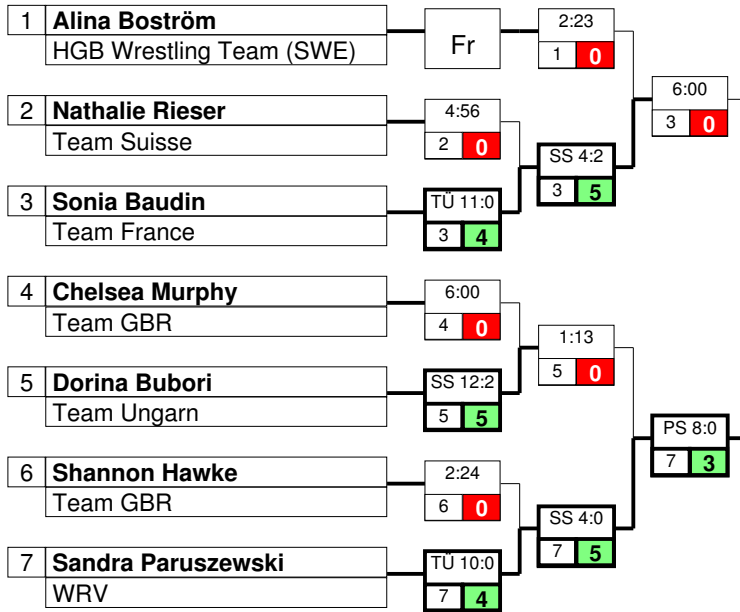 1 Alina Boström
HGB Wrestling Team (SWE)
Fr
2:23
1 0
6:00
3 0
2 Nathalie Rieser
Team Suisse
4:56
2 0
SS 4:2
3 5
3 Sonia Baudin
Team France
TÜ 11:0
3 4
4 Chelsea Murphy
Team GBR
6:00
4 0
1:13
5 0
5 Dorina Bubori
Team Ungarn
SS 12:2
5 5
PS 8:0
7 3
6 Shannon Hawke
Team GBR
2:24
6 0
SS 4:0
7 5
7 Sandra Paruszewski
WRV
TÜ 10:0
7 4